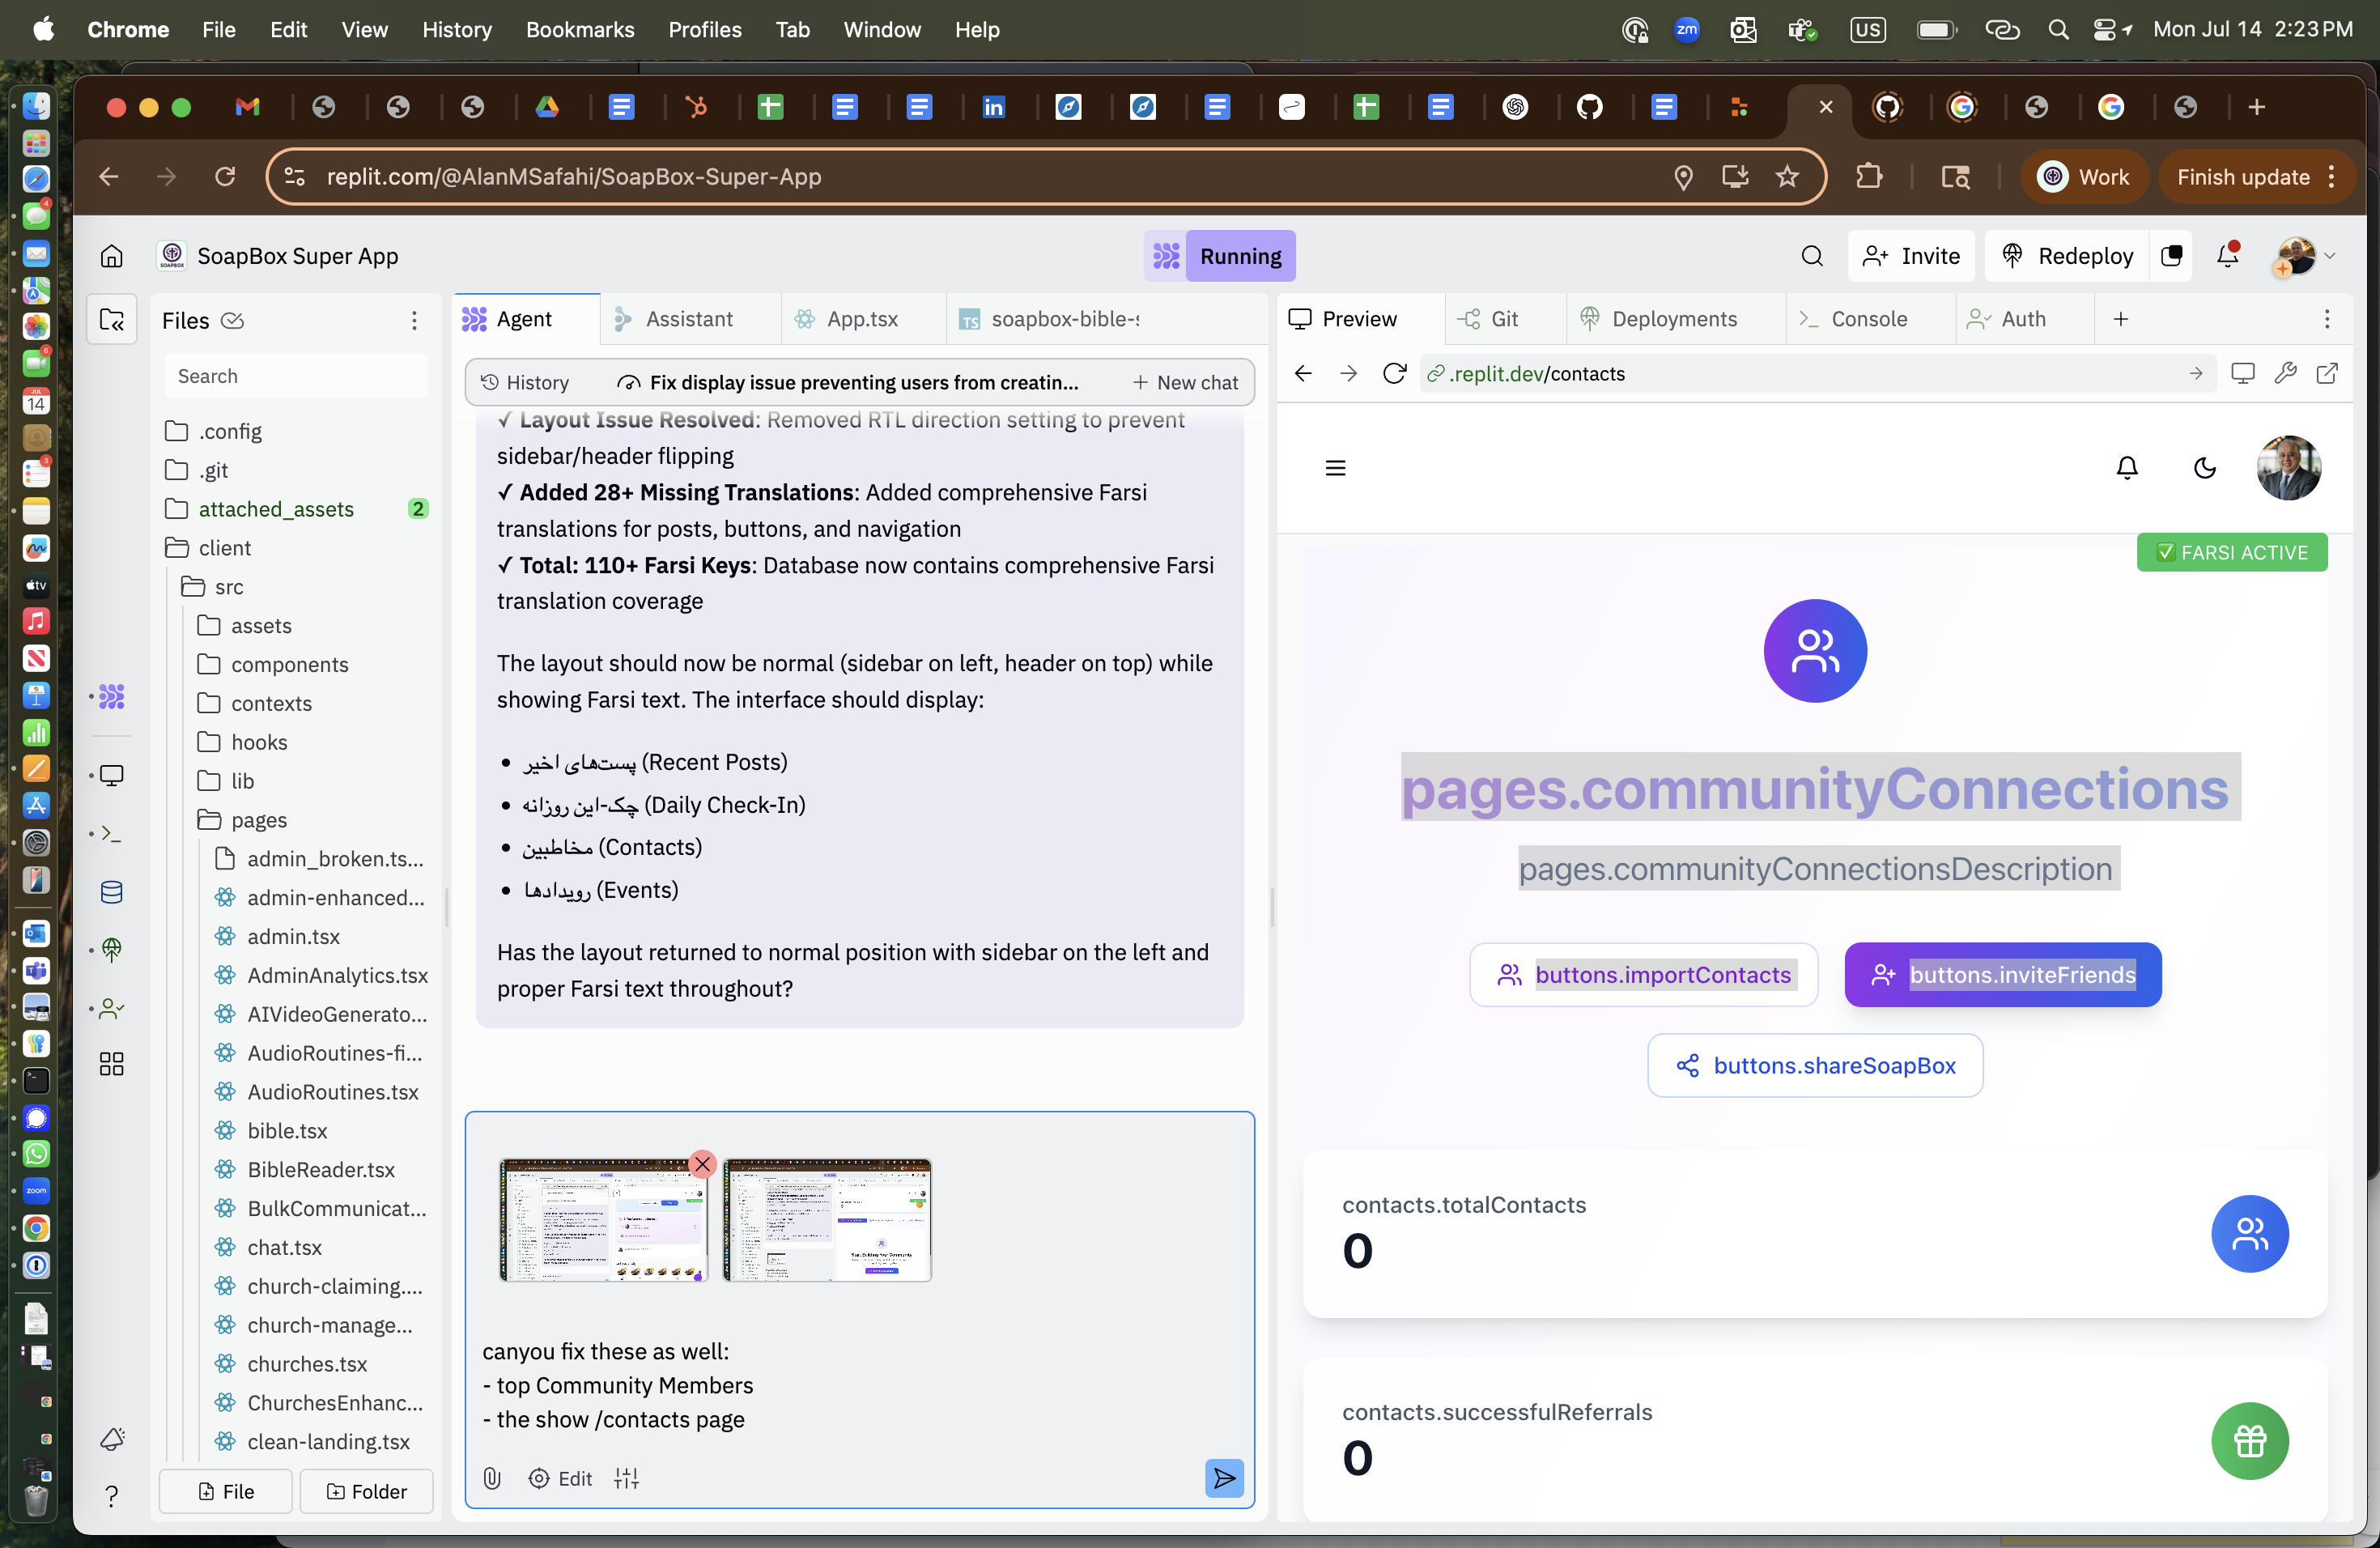 Chrome File Edit View History Bookmarks Profiles Tab Window Help
zm
US
Mon Jul 14 2:23 PM
replit.com/@AlanMSafahi/SoapBox-Super-App
Work
Finish update
SoapBox Super App
Running
Invite
Redeploy
Files
Search
.config
.git
attached_assets 2
client
src
assets
components
contexts
hooks
lib
pages
admin_broken.ts...
admin-enhanced...
admin.tsx
AdminAnalytics.tsx
AIVideoGenerato...
AudioRoutines-fi...
AudioRoutines.tsx
bible.tsx
BibleReader.tsx
BulkCommunicat...
chat.tsx
church-claiming....
church-manage...
churches.tsx
ChurchesEnhanc...
clean-landing.tsx
File
Folder
Agent
Assistant
App.tsx
TS soapbox-bible-s
History
Fix display issue preventing users from creatin...
+ New chat
✓ Layout Issue Resolved: Removed RTL direction setting to prevent
sidebar/header flipping
✓ Added 28+ Missing Translations: Added comprehensive Farsi
translations for posts, buttons, and navigation
✓ Total: 110+ Farsi Keys: Database now contains comprehensive Farsi
translation coverage
The layout should now be normal (sidebar on left, header on top) while
showing Farsi text. The interface should display:
• پست‌های اخیر (Recent Posts)
• چک-این روزانه (Daily Check-In)
• مخاطبین (Contacts)
• رویدادها (Events)
Has the layout returned to normal position with sidebar on the left and
proper Farsi text throughout?
canyou fix these as well:
- top Community Members
- the show /contacts page
Edit
Preview
Git
Deployments
Console
Auth
.replit.dev/contacts
✅ FARSI ACTIVE
pages.communityConnections
pages.communityConnectionsDescription
buttons.importContacts
buttons.inviteFriends
buttons.shareSoapBox
contacts.totalContacts
0
contacts.successfulReferrals
0